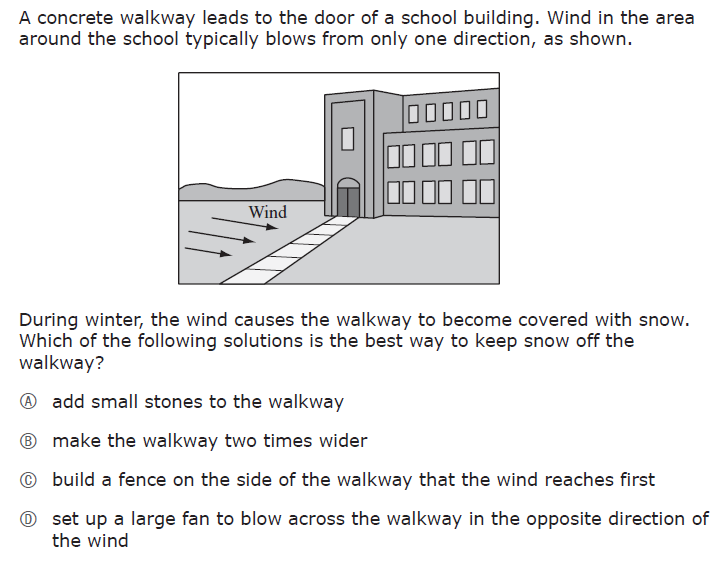 A concrete walkway leads to the door of a school building. Wind in the area
around the school typically blows from only one direction, as shown.
Wind
During winter, the wind causes the walkway to become covered with snow.
Which of the following solutions is the best way to keep snow off the
walkway?
Ⓐ add small stones to the walkway
Ⓑ make the walkway two times wider
Ⓒ build a fence on the side of the walkway that the wind reaches first
Ⓓ set up a large fan to blow across the walkway in the opposite direction of
the wind